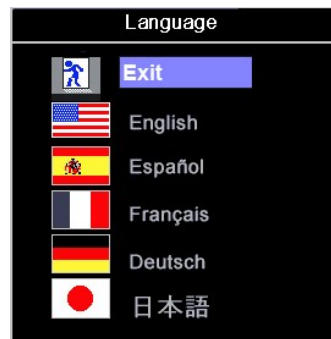 Language
Exit
English
Español
Français
Deutsch
日本語